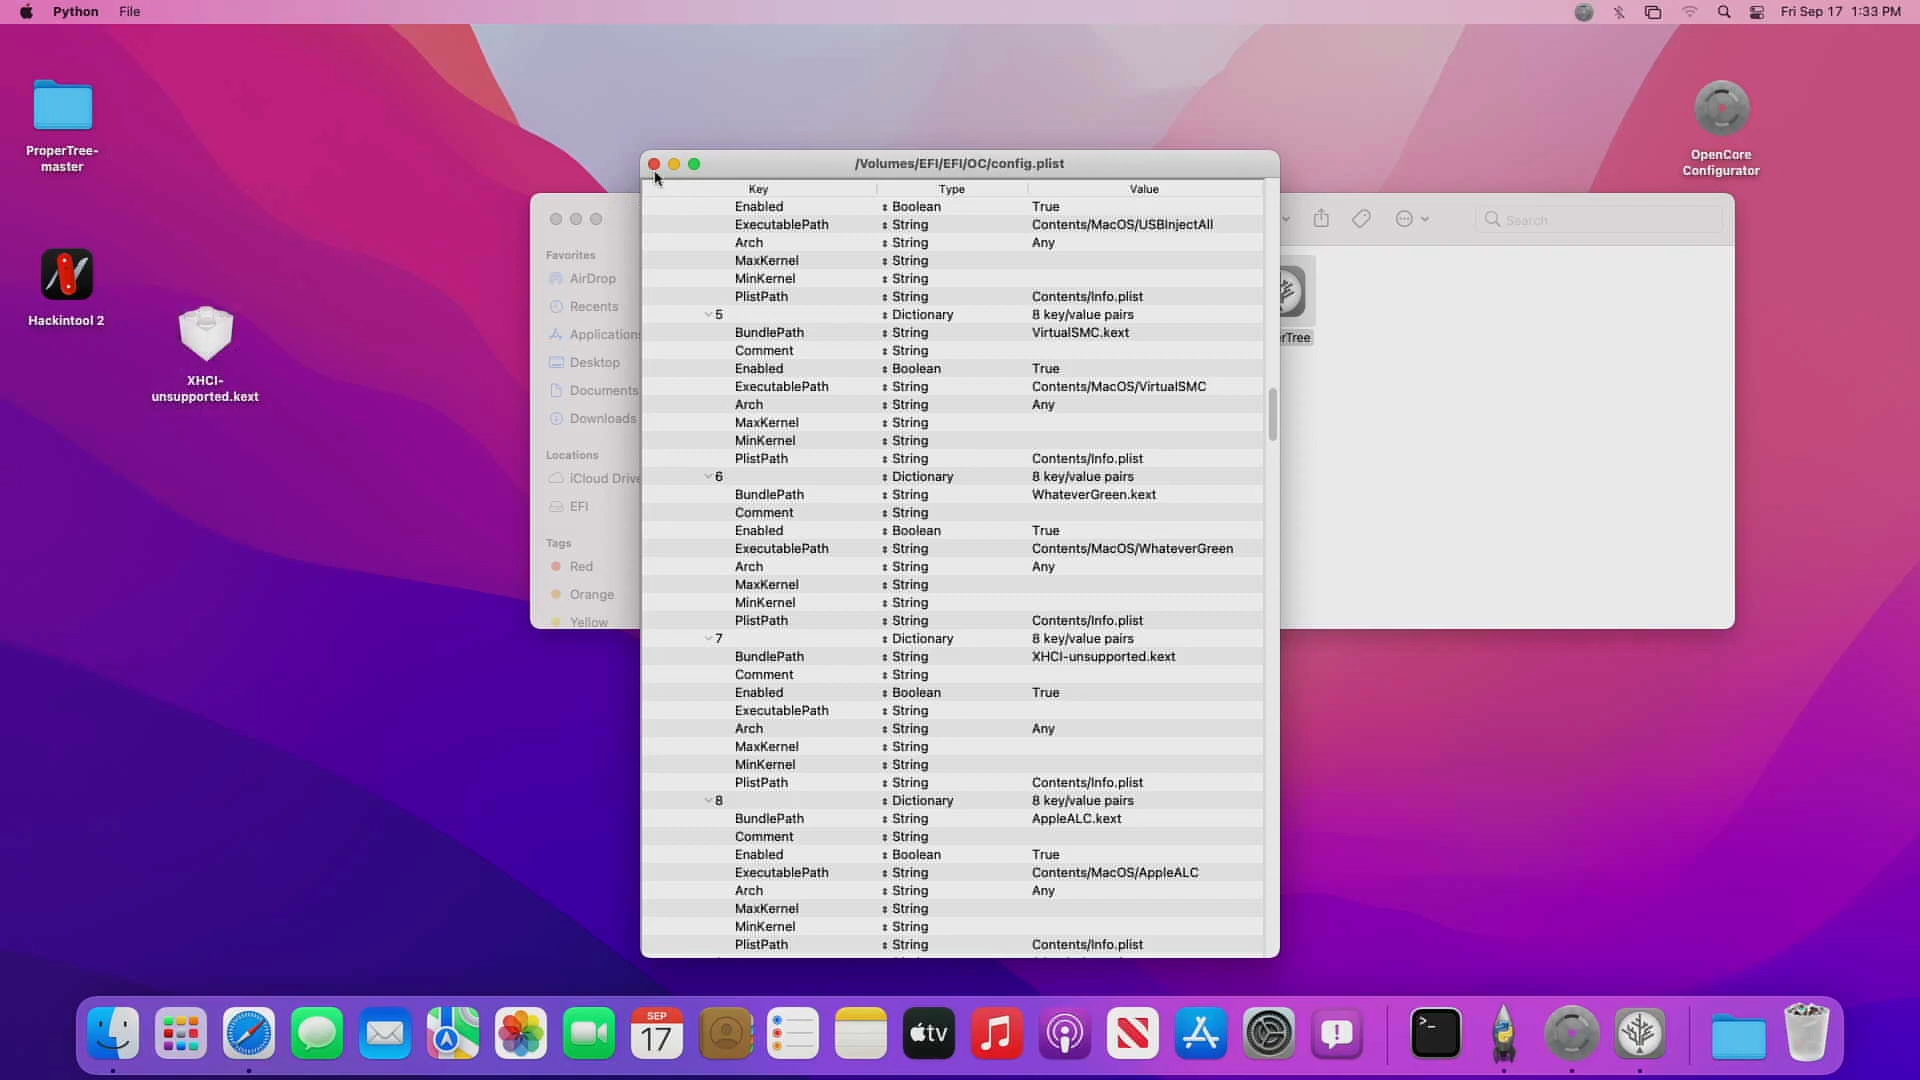 Python File
Fri Sep 17 1:33 PM
ProperTree-
master
Hackintool 2
XHCI-
unsupported.kext
OpenCore
Configurator
Search
Favorites
AirDrop
Recents
Applications
Desktop
Documents
Downloads
Locations
iCloud Drive
EFI
Tags
Red
Orange
Yellow
rTree
/Volumes/EFI/EFI/OC/config.plist
Key Type Value
Enabled Boolean True
ExecutablePath String Contents/MacOS/USBInjectAll
Arch String Any
MaxKernel String
MinKernel String
PlistPath String Contents/Info.plist
5 Dictionary 8 key/value pairs
BundlePath String VirtualSMC.kext
Comment String
Enabled Boolean True
ExecutablePath String Contents/MacOS/VirtualSMC
Arch String Any
MaxKernel String
MinKernel String
PlistPath String Contents/Info.plist
6 Dictionary 8 key/value pairs
BundlePath String WhateverGreen.kext
Comment String
Enabled Boolean True
ExecutablePath String Contents/MacOS/WhateverGreen
Arch String Any
MaxKernel String
MinKernel String
PlistPath String Contents/Info.plist
7 Dictionary 8 key/value pairs
BundlePath String XHCI-unsupported.kext
Comment String
Enabled Boolean True
ExecutablePath String
Arch String Any
MaxKernel String
MinKernel String
PlistPath String Contents/Info.plist
8 Dictionary 8 key/value pairs
BundlePath String AppleALC.kext
Comment String
Enabled Boolean True
ExecutablePath String Contents/MacOS/AppleALC
Arch String Any
MaxKernel String
MinKernel String
PlistPath String Contents/Info.plist
SEP
17
tv
>_